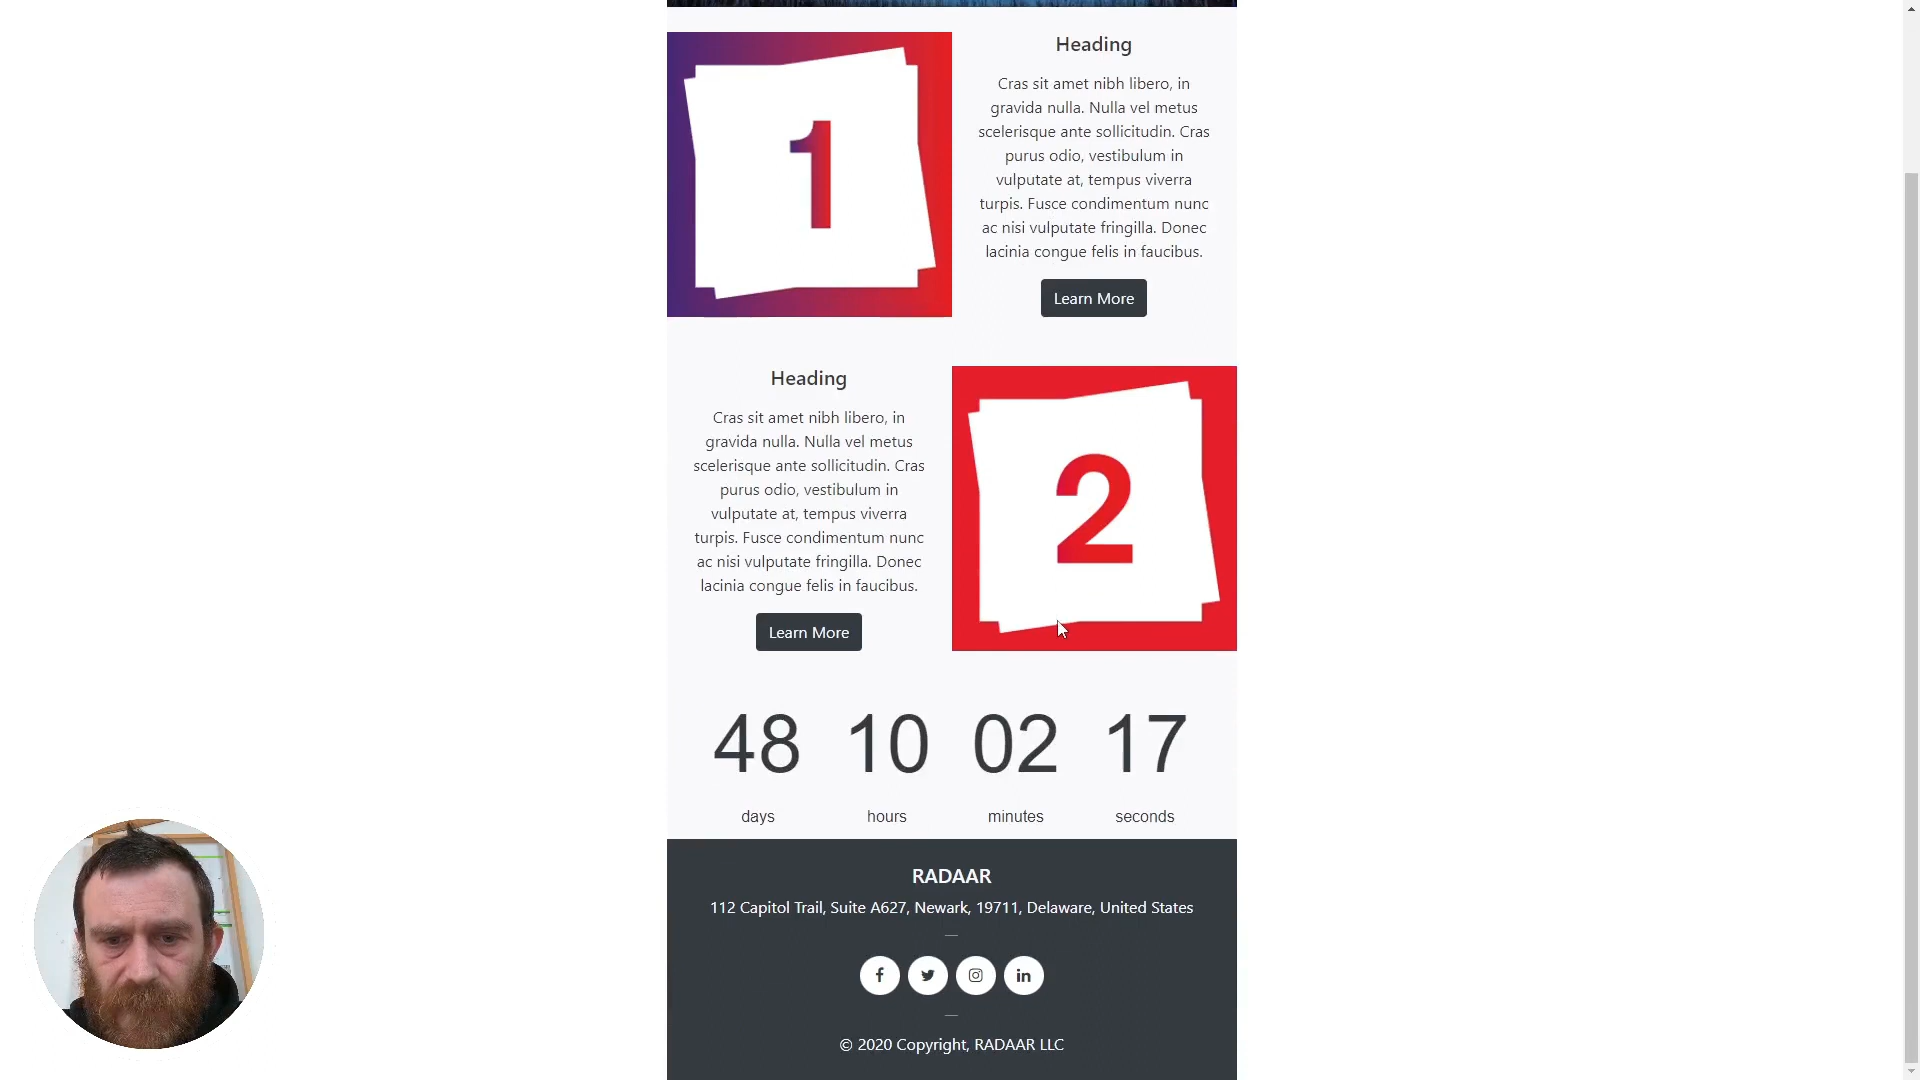 1
Heading
Cras sit amet nibh libero, in
gravida nulla. Nulla vel metus
scelerisque ante sollicitudin. Cras
purus odio, vestibulum in
vulputate at, tempus viverra
turpis. Fusce condimentum nunc
ac nisi vulputate fringilla. Donec
lacinia congue felis in faucibus.
Learn More
Heading
Cras sit amet nibh libero, in
gravida nulla. Nulla vel metus
scelerisque ante sollicitudin. Cras
purus odio, vestibulum in
vulputate at, tempus viverra
turpis. Fusce condimentum nunc
ac nisi vulputate fringilla. Donec
lacinia congue felis in faucibus.
Learn More
2
48 10 02 17
days hours minutes seconds
RADAAR
112 Capitol Trail, Suite A627, Newark, 19711, Delaware, United States
© 2020 Copyright, RADAAR LLC